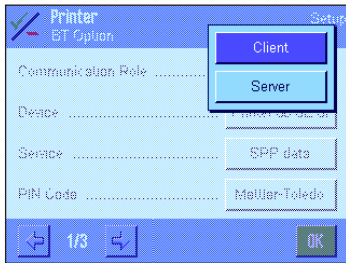 Printer
Setup
BT Option
Client
Communication Role
Server
Device
Service
SPP data
PIN Code
Mettler-Toledo
1/3
OK